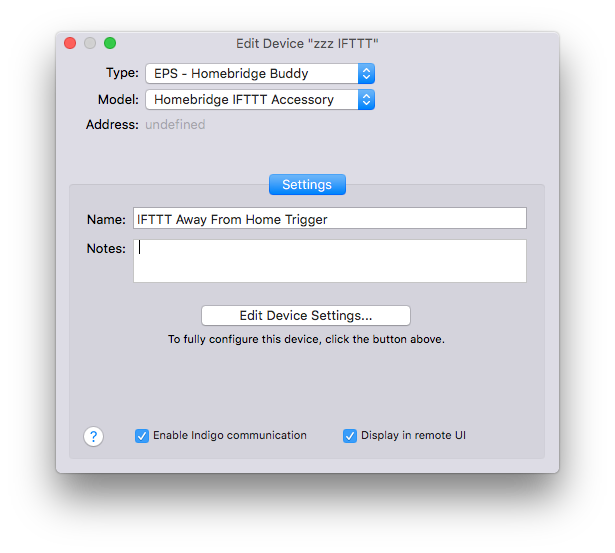 Edit Device "zzz IFTTT"
Type: EPS - Homebridge Buddy
Model: Homebridge IFTTT Accessory
Address: undefined
Settings
Name: IFTTT Away From Home Trigger
Notes:
Edit Device Settings...
To fully configure this device, click the button above.
? Enable Indigo communication Display in remote UI